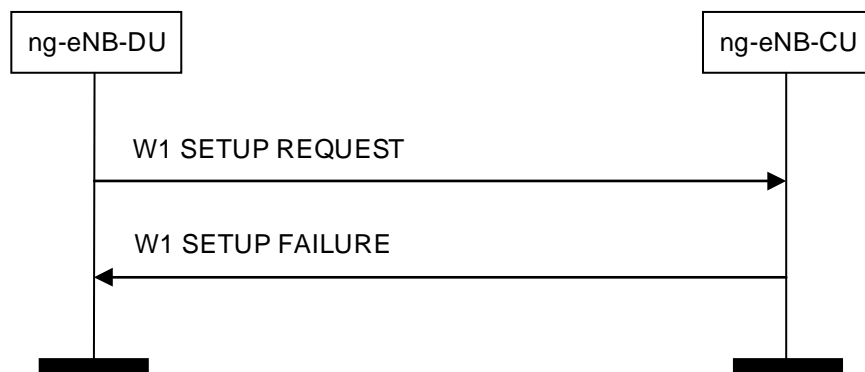 ng-eNB-DU
ng-eNB-CU
W1 SETUP REQUEST
W1 SETUP FAILURE